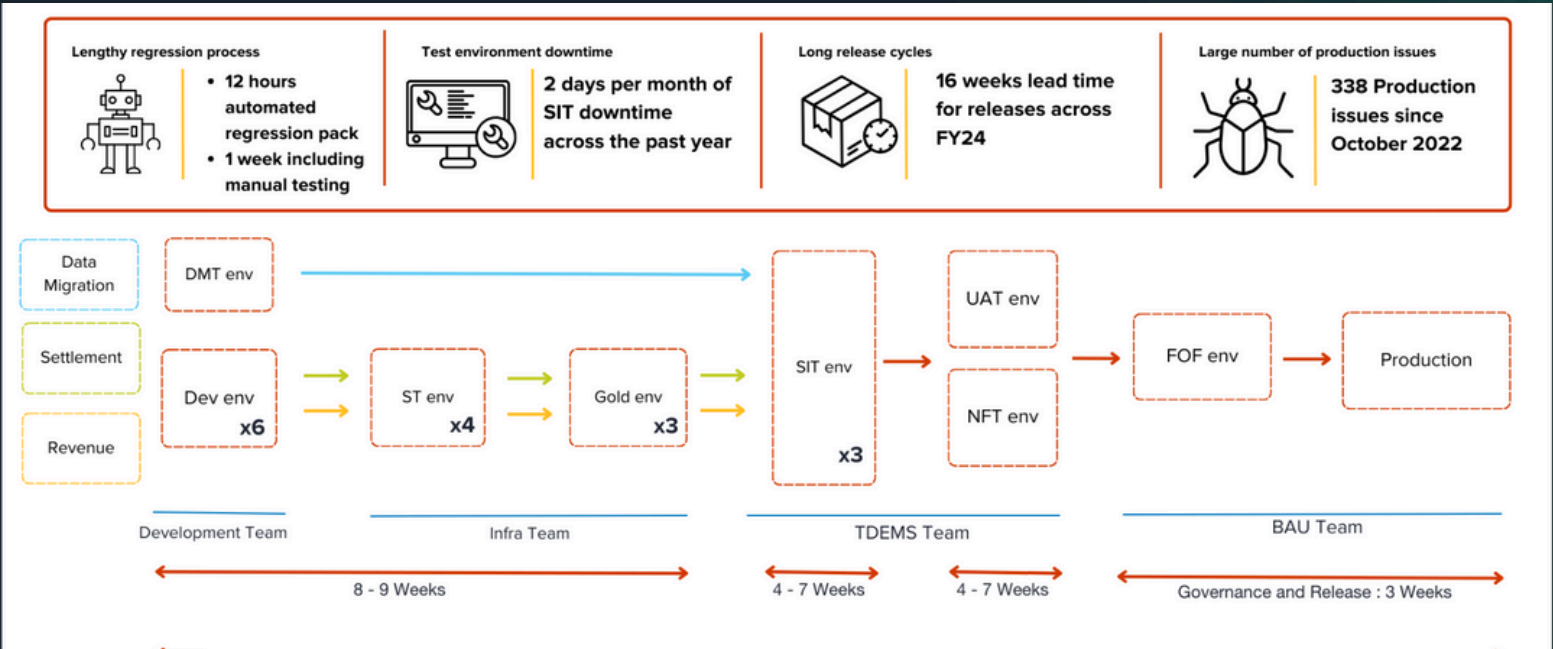 Lengthy regression process
• 12 hours
automated
regression pack
• 1 week including
manual testing
Test environment downtime
2 days per month of
SIT downtime
across the past year
Long release cycles
16 weeks lead time
for releases across
FY24
Large number of production issues
338 Production
issues since
October 2022
Data
Migration
DMT env
Settlement
Revenue
Dev env
x6
ST env
x4
Gold env
x3
SIT env
x3
UAT env
NFT env
FOF env
Production
Development Team
Infra Team
TDEMS Team
BAU Team
8 - 9 Weeks
4 - 7 Weeks
4 - 7 Weeks
Governance and Release : 3 Weeks